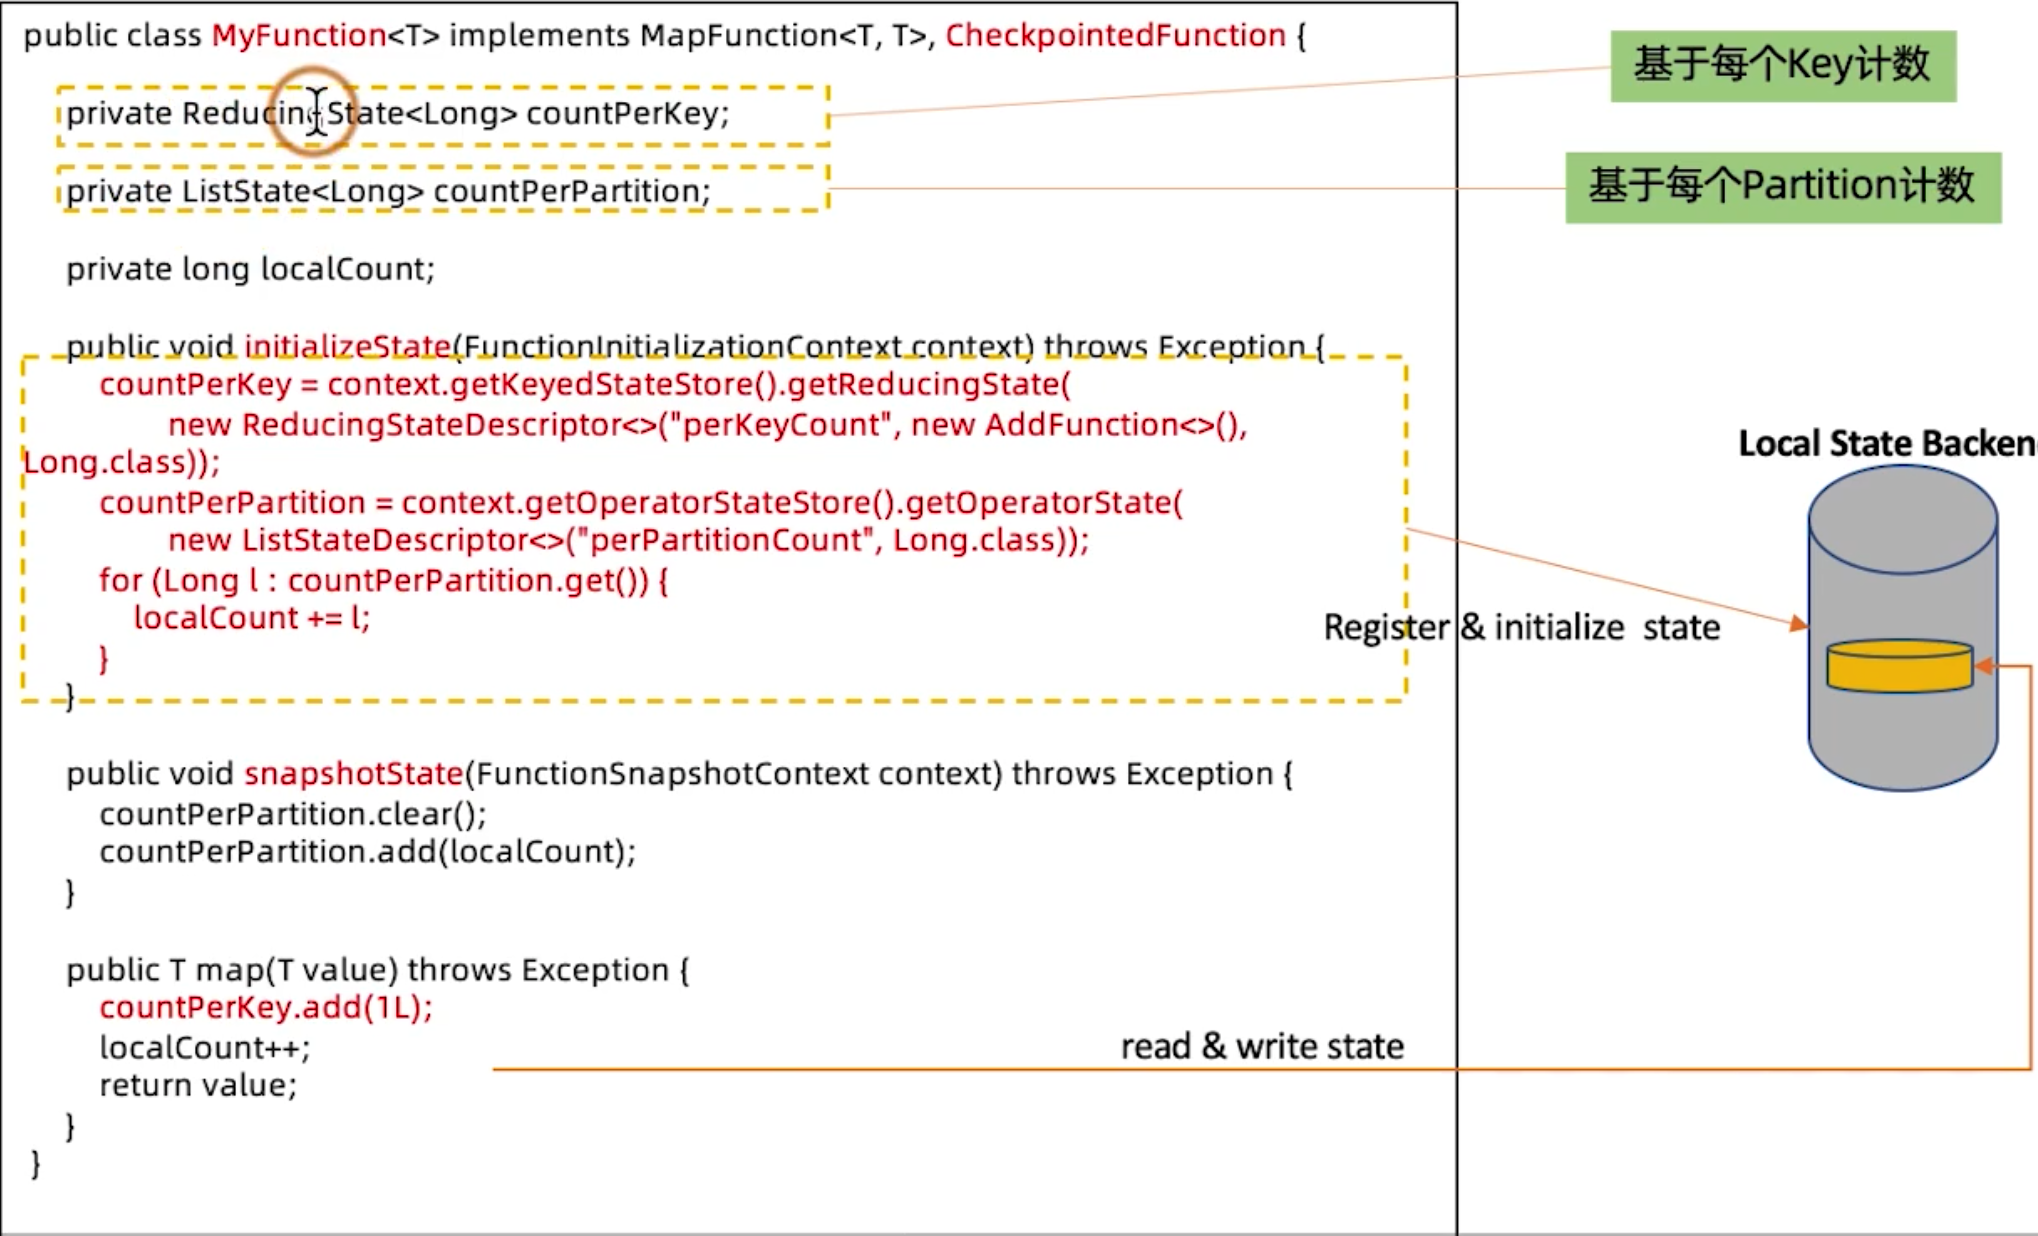 public class MyFunction<T> implements MapFunction<T, T>, CheckpointedFunction {
private ReducingState<Long> countPerKey;
private ListState<Long> countPerPartition;
private long localCount;
public void initializeState(FunctionInitializationContext context) throws Exception {
countPerKey = context.getKeyedStateStore().getReducingState(
new ReducingStateDescriptor<>("perKeyCount", new AddFunction<>(),
Long.class));
countPerPartition = context.getOperatorStateStore().getOperatorState(
new ListStateDescriptor<>("perPartitionCount", Long.class));
for (Long l : countPerPartition.get()) {
localCount += l;
}
}
public void snapshotState(FunctionSnapshotContext context) throws Exception {
countPerPartition.clear();
countPerPartition.add(localCount);
}
public T map(T value) throws Exception {
countPerKey.add(1L);
localCount++;
return value;
}
}
基于每个Key计数
基于每个Partition计数
Local State Backen
Register & initialize state
read & write state